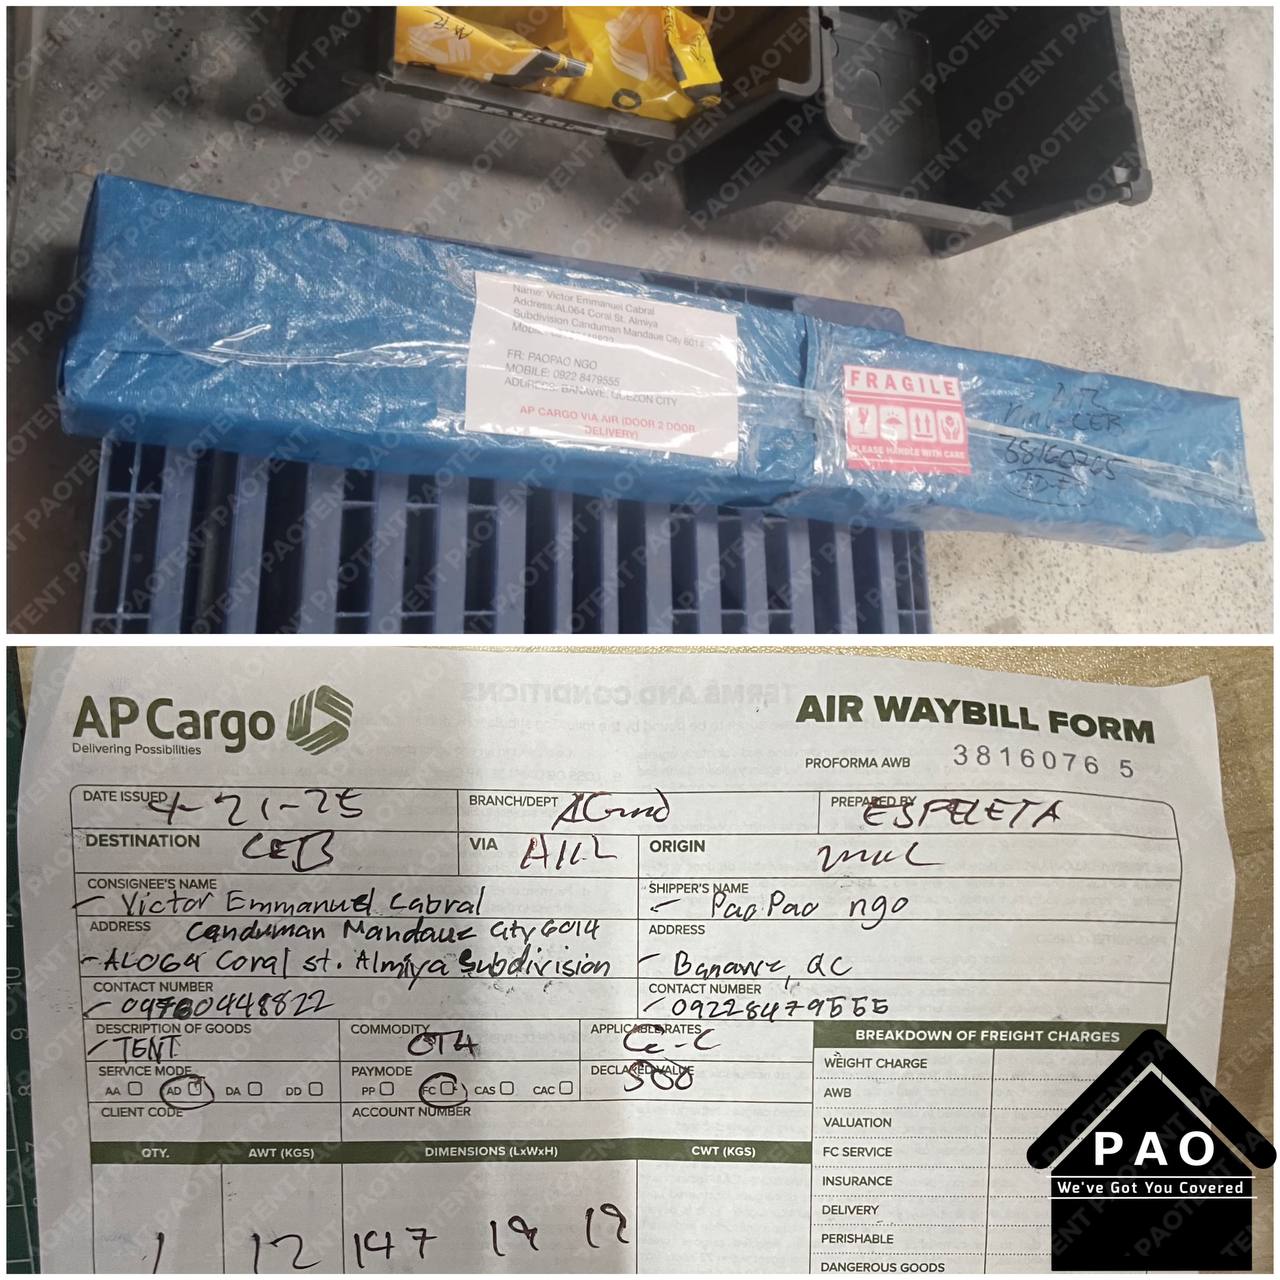 Name: Victor Emmanuel Cabral
Address:AL064 Coral St. Almiya
Subdivision Canduman Mandaue City 6014
FR: PAOPAO NGO
MOBILE: 0922 8479555
ADDRESS: BANAWE, QUEZON CITY
AP CARGO VIA AIR (DOOR 2 DOOR
DELIVERY)
FRAGILE
PLEASE HANDLE WITH CARE
CEB
38160765
AP Cargo
Delivering Possibilities
AIR WAYBILL FORM
PROFORMA AWB 3816076 5
DATE ISSUED 4-21-25 BRANCH/DEPT PREPARED BY ESPELETA
DESTINATION CEB VIA AIR ORIGIN MNL
CONSIGNEE'S NAME SHIPPER'S NAME
Victor Emmanuel Cabral PaoPao ngo
ADDRESS Canduman Mandaue City 6014 ADDRESS
AL064 Coral st. Almiya Subdivision Banawe, QC
CONTACT NUMBER CONTACT NUMBER
09760448822 09228479555
DESCRIPTION OF GOODS COMMODITY APPLICABLE RATES
TENT OTH GC-C
SERVICE MODE PAYMODE DECLARED VALUE 500
AA AD DA DD PP FC CAS CAC
CLIENT CODE ACCOUNT NUMBER
QTY. AWT (KGS) DIMENSIONS (LxWxH) CWT (KGS)
1 12 147 19 19
BREAKDOWN OF FREIGHT CHARGES
WEIGHT CHARGE
AWB
VALUATION
FC SERVICE
INSURANCE
DELIVERY
PERISHABLE
DANGEROUS GOODS
PAO
We've Got You Covered
PAOTENT